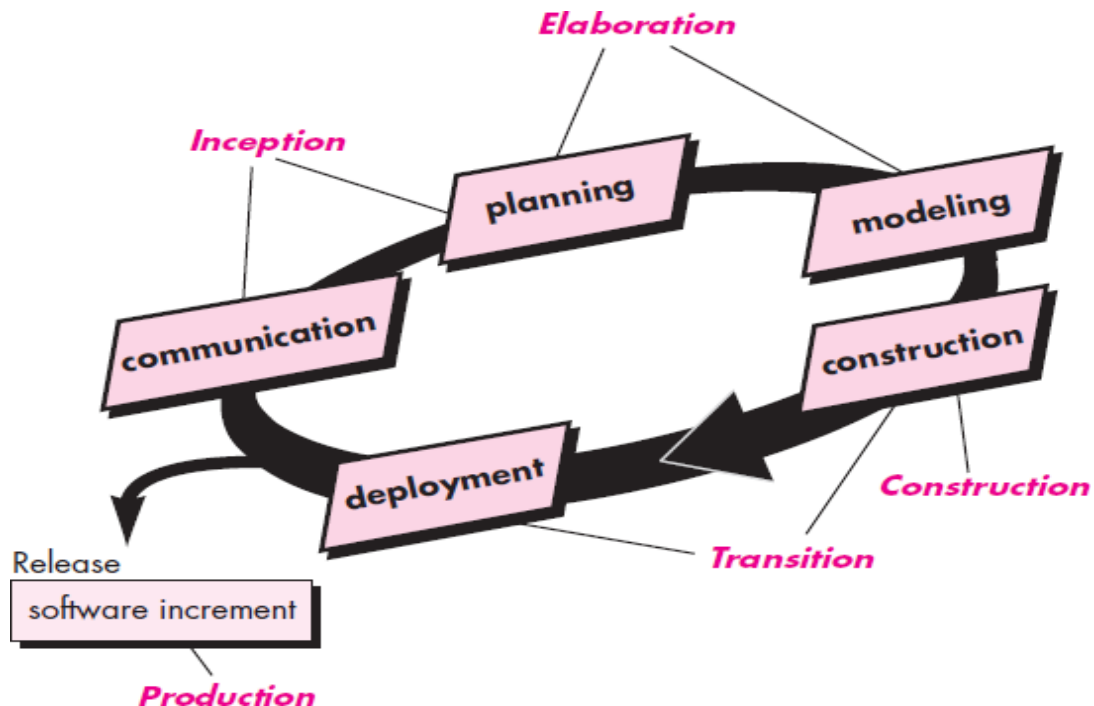 Elaboration
Inception
planning
modeling
communication
construction
deployment
Construction
Transition
Release
software increment
Production